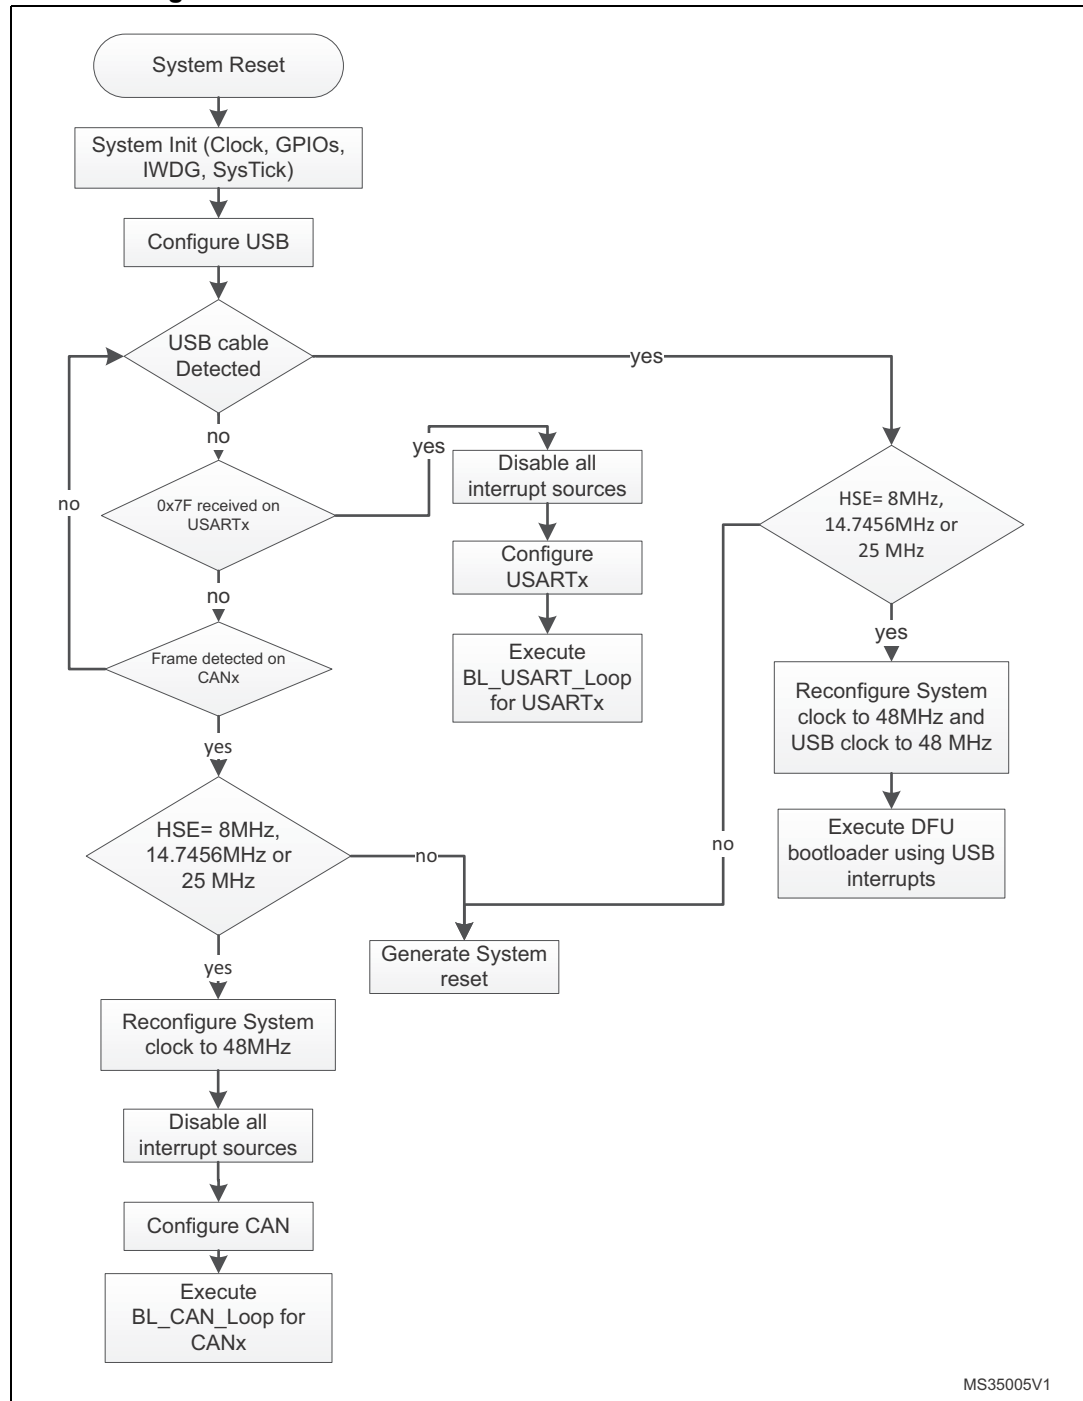 System Reset
System Init (Clock, GPIOs,
IWDG, SysTick)
Configure USB
USB cable
Detected
yes
no
yes
Disable all
interrupt sources
no
0x7F received on
USARTx
HSE= 8MHz,
14.7456MHz or
25 MHz
Configure
USARTx
no
yes
Frame detected on
CANx
Execute
BL_USART_Loop
for USARTx
Reconfigure System
clock to 48MHz and
USB clock to 48 MHz
yes
HSE= 8MHz,
14.7456MHz or
25 MHz
no
no
Execute DFU
bootloader using USB
interrupts
Generate System
reset
yes
Reconfigure System
clock to 48MHz
Disable all
interrupt sources
Configure CAN
Execute
BL_CAN_Loop for
CANx
MS35005V1